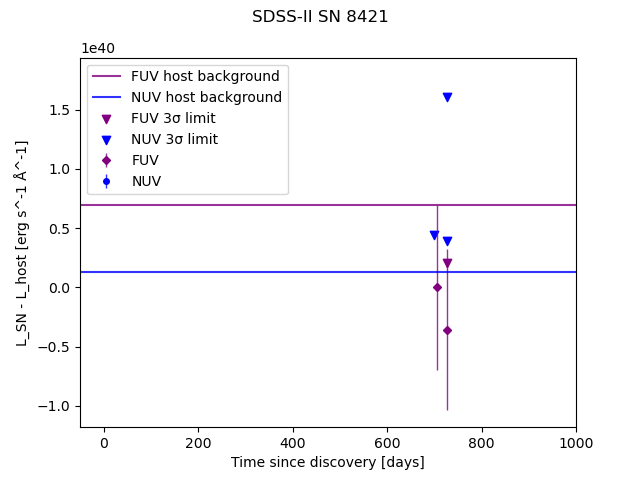 SDSS-II SN 8421
1e40
FUV host background
NUV host background
FUV 3σ limit
NUV 3σ limit
FUV
NUV
1.5
1.0
0.5
0.0
−0.5
−1.0
L_SN - L_host [erg s^-1 Å^-1]
0 200 400 600 800 1000
Time since discovery [days]